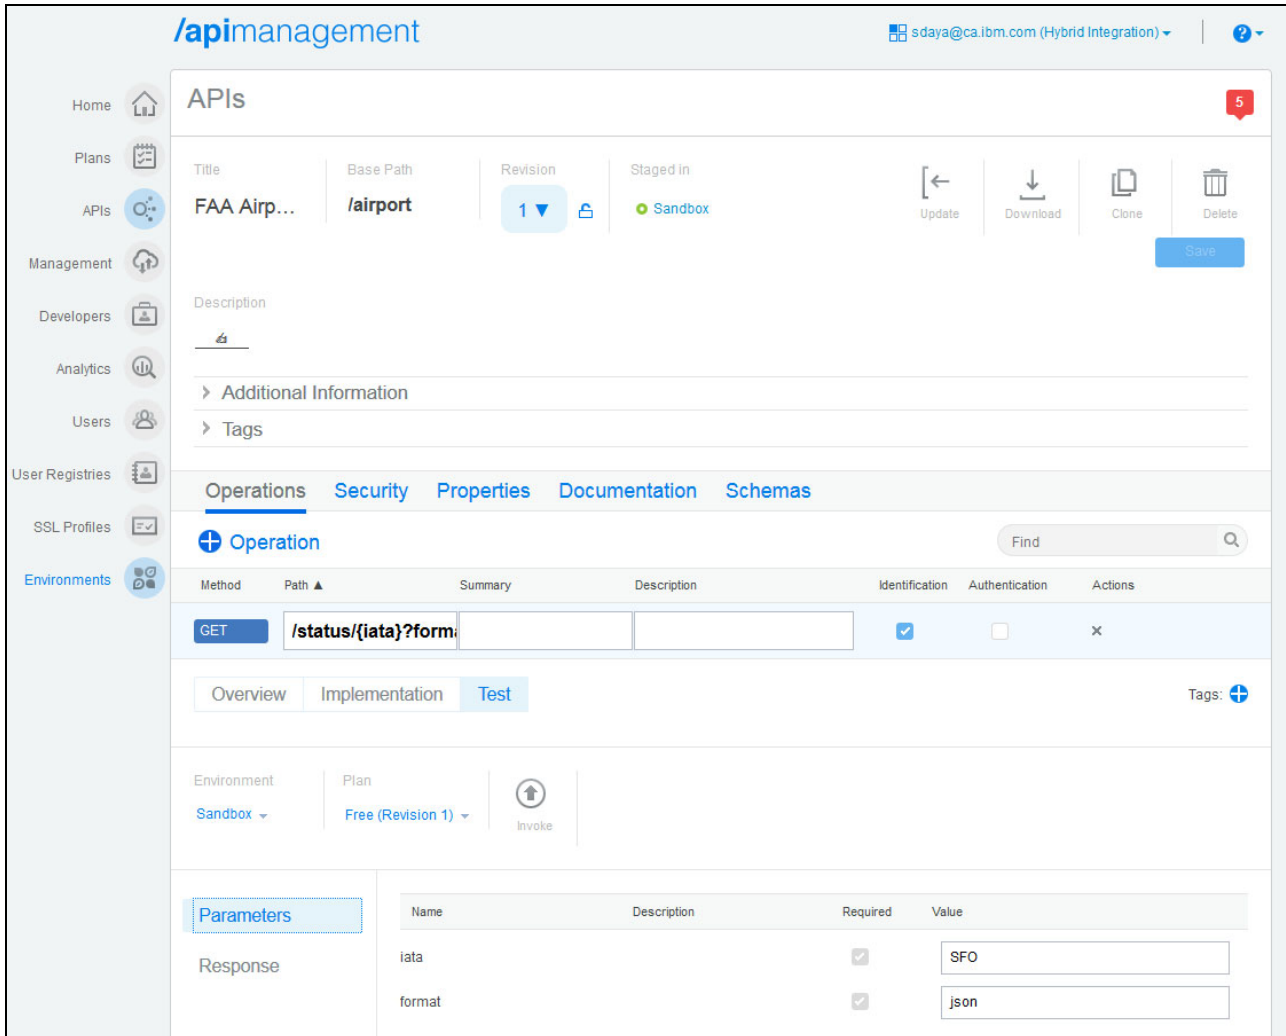 /apimanagement
sdaya@ca.ibm.com (Hybrid Integration)
?
Home
Plans
APIs
Management
Developers
Analytics
Users
User Registries
SSL Profiles
Environments
APIs
5
Title
Base Path
Revision
Staged in
FAA Airp...
/airport
1 ▼
Sandbox
Update
Download
Clone
Delete
Save
Description
> Additional Information
> Tags
Operations Security Properties Documentation Schemas
Operation
Find
Method Path ▲ Summary Description Identification Authentication Actions
GET /status/{iata}?forma ×
Overview Implementation Test
Tags:
Environment
Plan
Sandbox
Free (Revision 1)
Invoke
Parameters
Response
Name Description Required Value
iata SFO
format json